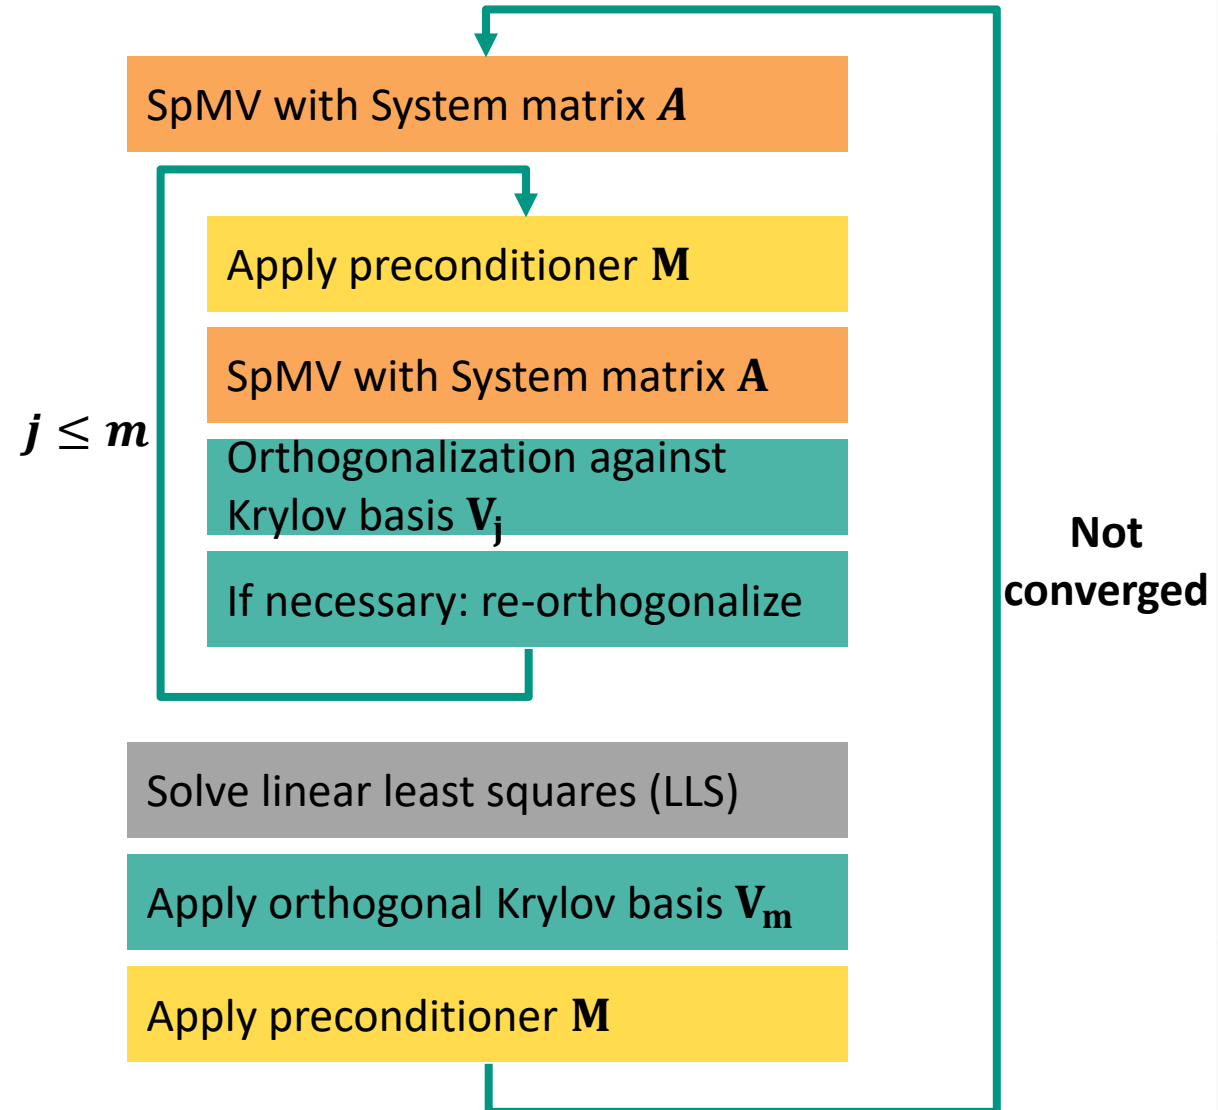 SpMV with System matrix A
Apply preconditioner M
SpMV with System matrix A
j ≤ m
Orthogonalization against
Krylov basis Vj
If necessary: re-orthogonalize
Not
converged
Solve linear least squares (LLS)
Apply orthogonal Krylov basis Vm
Apply preconditioner M